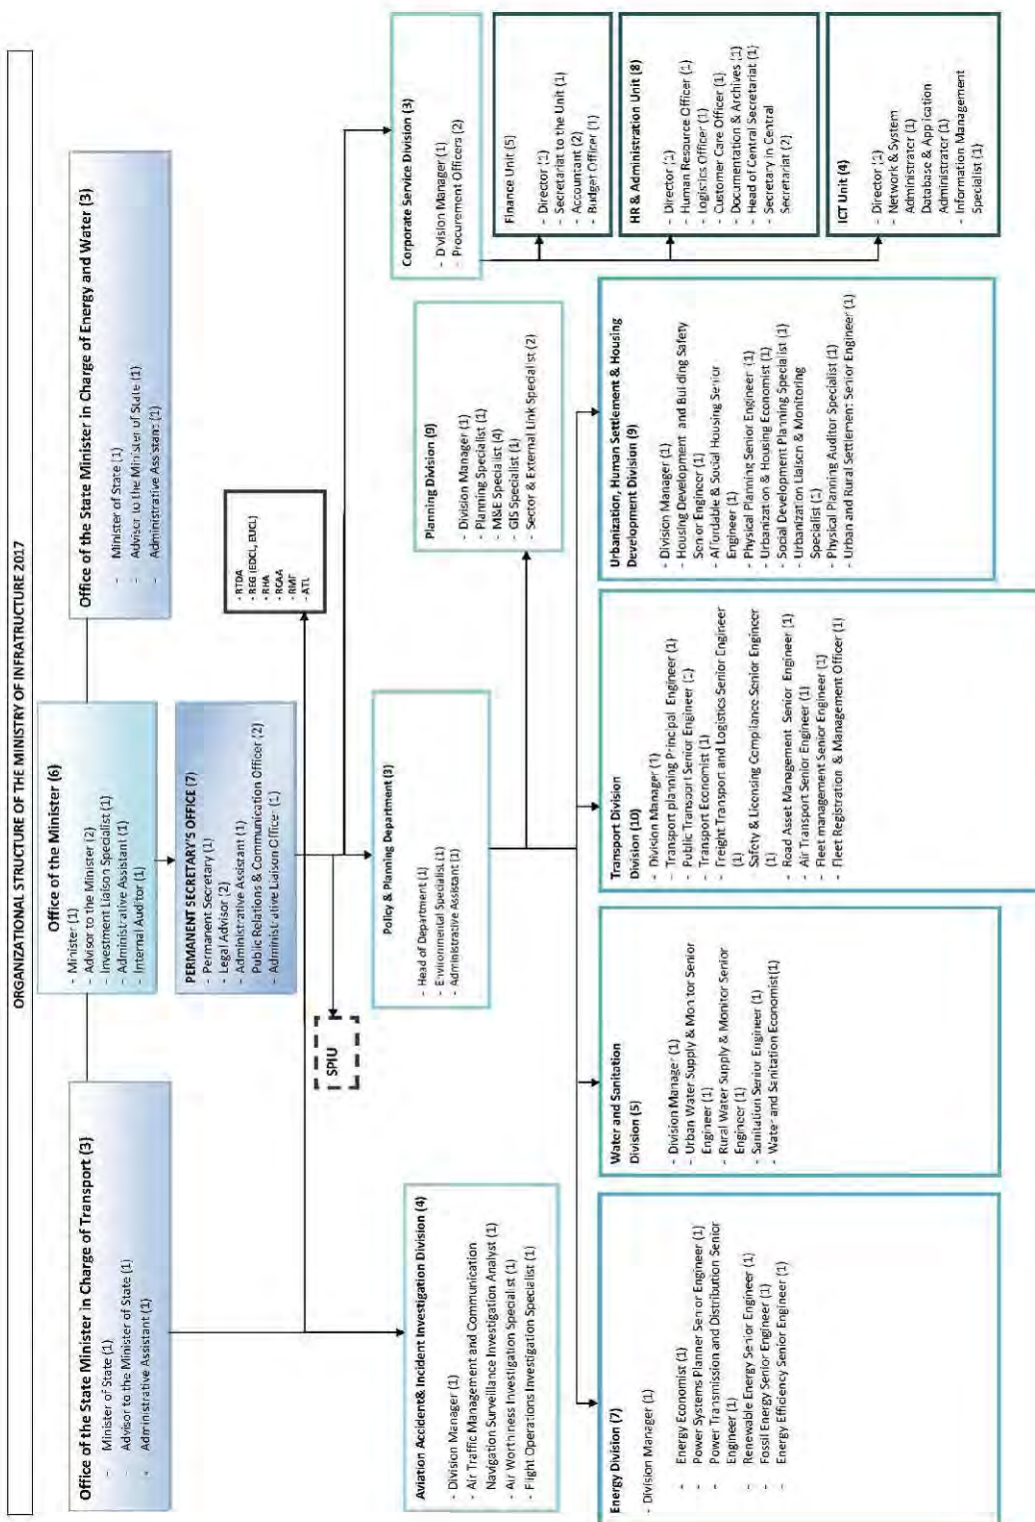 ORGANIZATIONAL STRUCTURE OF THE MINISTRY OF INFRATRUCTURE 2017
Office of the State Minister in Charge of Transport (3)
- Minister of State (1)
- Advisor to the Minister of State (1)
- Administrative Assistant (1)
Office of the Minister (6)
- Minister (1)
- Advisor to the Minister (2)
- Investment Liaison Specialist (1)
- Administrative Assistant (1)
- Internal Auditor (1)
Office of the State Minister in Charge of Energy and Water (3)
- Minister of State (1)
- Advisor to the Minister of State (1)
- Administrative Assistant (1)
PERMANENT SECRETARY'S OFFICE (7)
- Permanent Secretary (1)
- Legal Advisor (2)
- Administrative Assistant (1)
Public Relations & Communication Officer (2)
- Administrative Liaison Officer (1)
- RTDA
- REG (EDCL, EUCL)
- RHA
- RCAA
- RMF
- ATL
SPIU
Aviation Accident& Incident Investigation Division (4)
- Division Manager (1)
- Air Traffic Management and Communication
Navigation Surveillance Investigation Analyst (1)
- Air Worthiness Investigation Specialist (1)
- Flight Operations Investigation Specialist (1)
Policy & Planning Department (3)
- Head of Department (1)
- Environmental Specialist (1)
- Administrative Assistant (1)
Planning Division (9)
- Division Manager (1)
- Planning Specialist (1)
- M&E Specialist (4)
- GIS Specialist (1)
- Sector & External Link Specialist (2)
Corporate Service Division (3)
- Division Manager (1)
- Procurement Officers (2)
Finance Unit (5)
- Director (1)
- Secretariat to the Unit (1)
- Accountant (2)
- Budget Officer (1)
HR & Administration Unit (8)
- Director (1)
- Human Resource Officer (1)
- Logistics Officer (1)
- Customer Care Officer (1)
- Documentation & Archives (1)
- Head of Central Secretariat (1)
- Secretary in Central
Secretariat (2)
ICT Unit (4)
- Director (1)
- Network & System
Administrator (1)
Database & Application
Administrator (1)
- Information Management
Specialist (1)
Energy Division (7)
- Division Manager (1)
- Energy Economist (1)
- Power Systems Planner Senior Engineer (1)
- Power Transmission and Distribution Senior
Engineer (1)
- Renewable Energy Senior Engineer (1)
- Fossil Energy Senior Engineer (1)
- Energy Efficiency Senior Engineer (1)
Water and Sanitation
Division (5)
- Division Manager (1)
- Urban Water Supply & Monitor Senior
Engineer (1)
- Rural Water Supply & Monitor Senior
Engineer (1)
- Sanitation Senior Engineer (1)
- Water and Sanitation Economist(1)
Transport Division
Division (10)
- Division Manager (1)
- Transport planning Principal Engineer (1)
- Public Transport Senior Engineer (1)
- Transport Economist (1)
- Freight Transport and Logistics Senior Engineer
(1)
Safety & Licensing Compliance Senior Engineer
(1)
- Road Asset Management Senior Engineer (1)
- Air Transport Senior Engineer (1)
- Fleet management Senior Engineer (1)
- Fleet Registration & Management Officer (1)
Urbanization, Human Settlement & Housing
Development Division (9)
- Division Manager (1)
- Housing Development and Building Safety
Senior Engineer (1)
- Affordable & Social Housing Senior
Engineer (1)
- Physical Planning Senior Engineer (1)
- Urbanization & Housing Economist (1)
- Social Development Planning Specialist (1)
- Urbanization Liaison & Monitoring
Specialist (1)
- Physical Planning Auditor Specialist (1)
- Urban and Rural Settlement Senior Engineer (1)